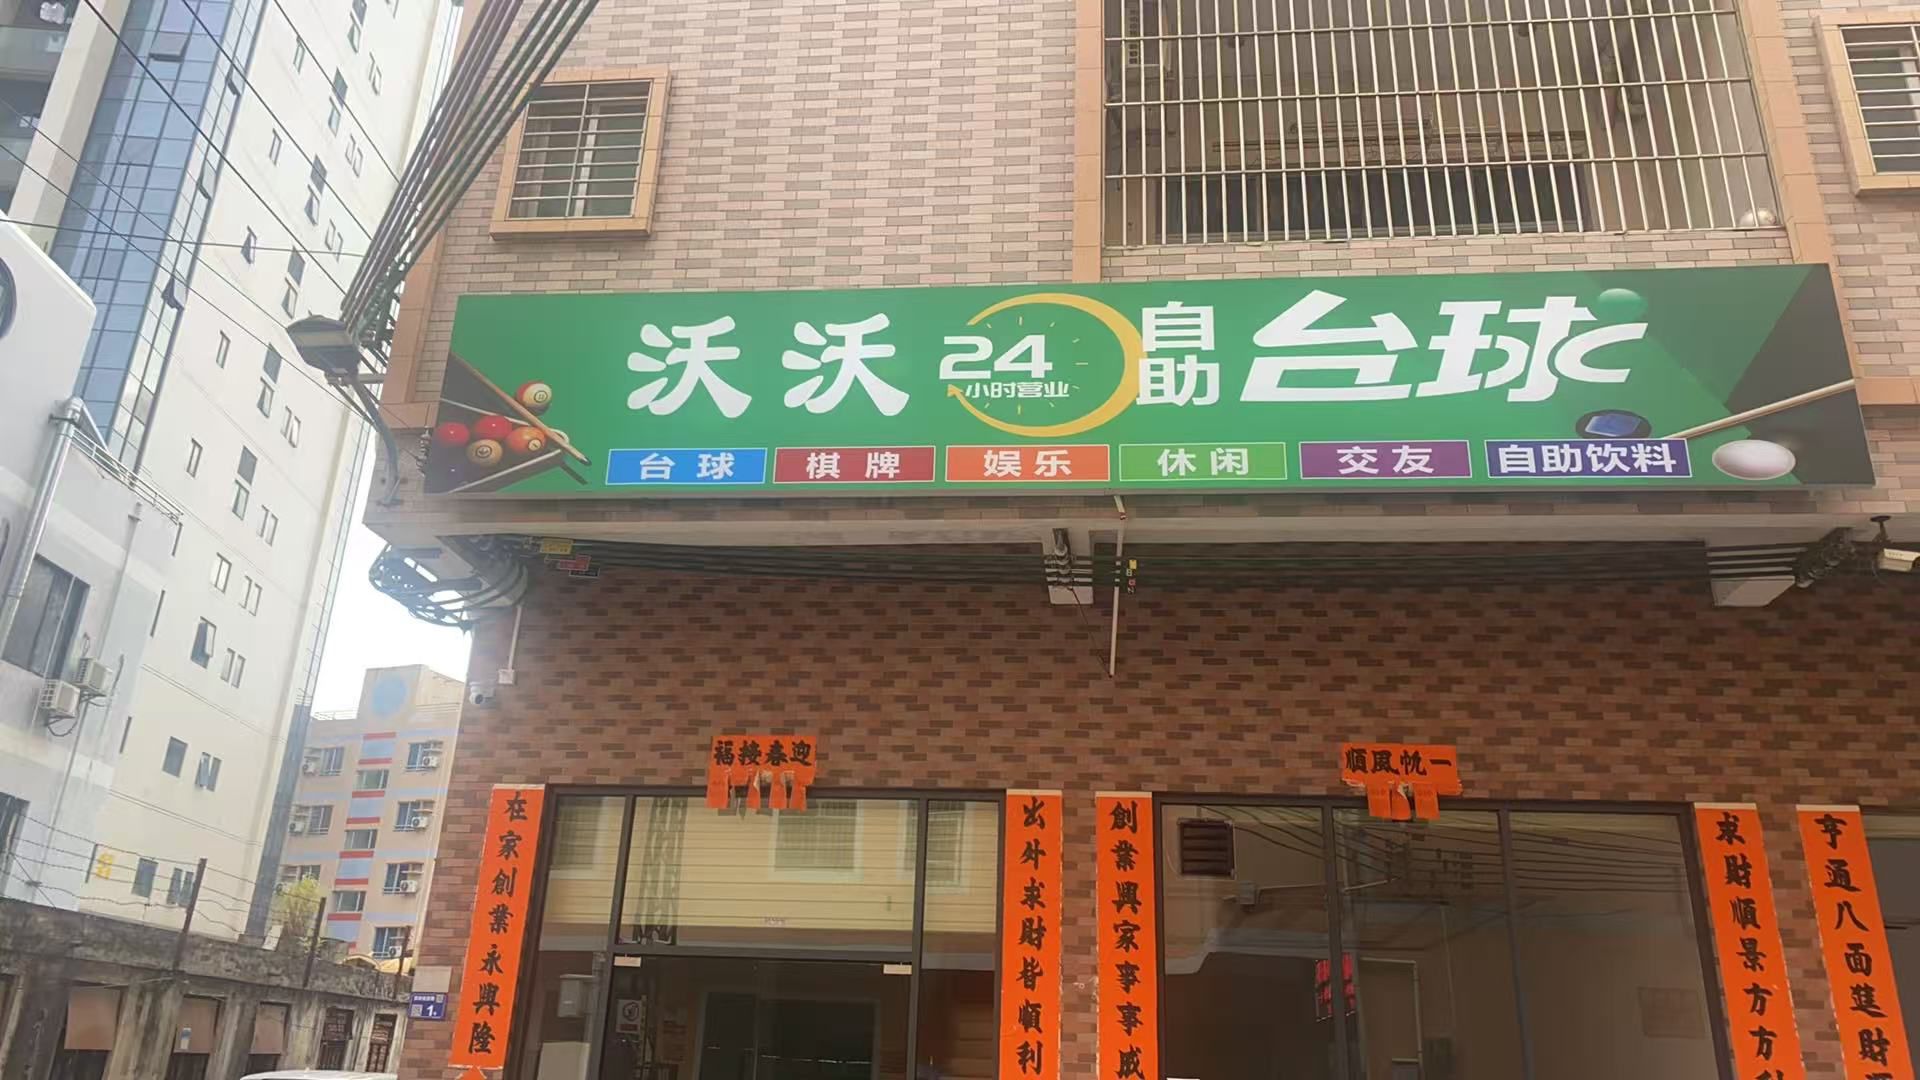 沃沃 24 小时营业 自助 台球
台球 棋牌 娱乐 休闲 交友 自助饮料
福接春迎
順風帆一
在家創業永興隆
出外求財皆順利
創業興家事事威
求財順景方方利
亨通八面進財
1号